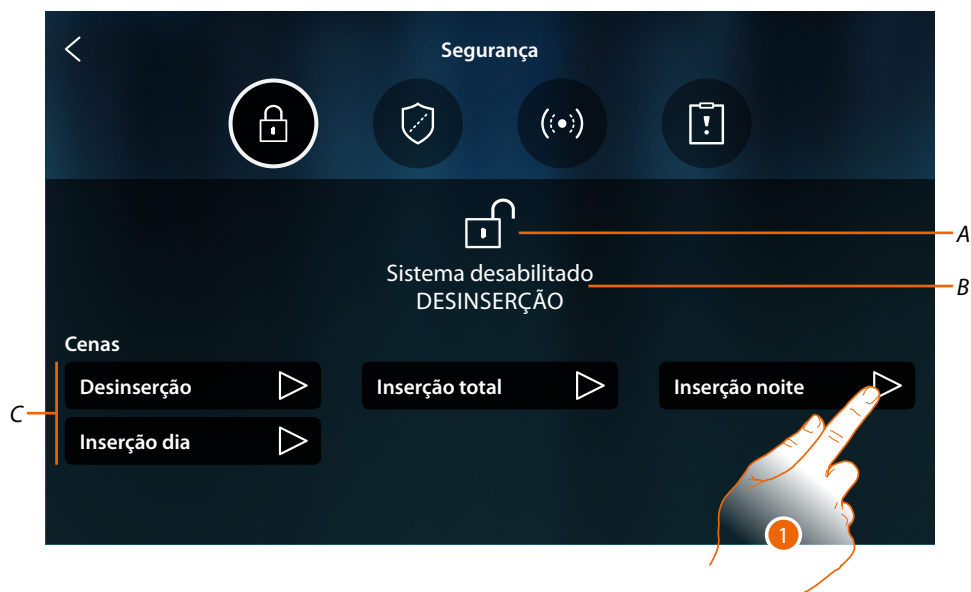 Segurança
A
Sistema desabilitado
DESINSERÇÃO
B
Cenas
Desinserção
Inserção total
Inserção noite
C
Inserção dia
1